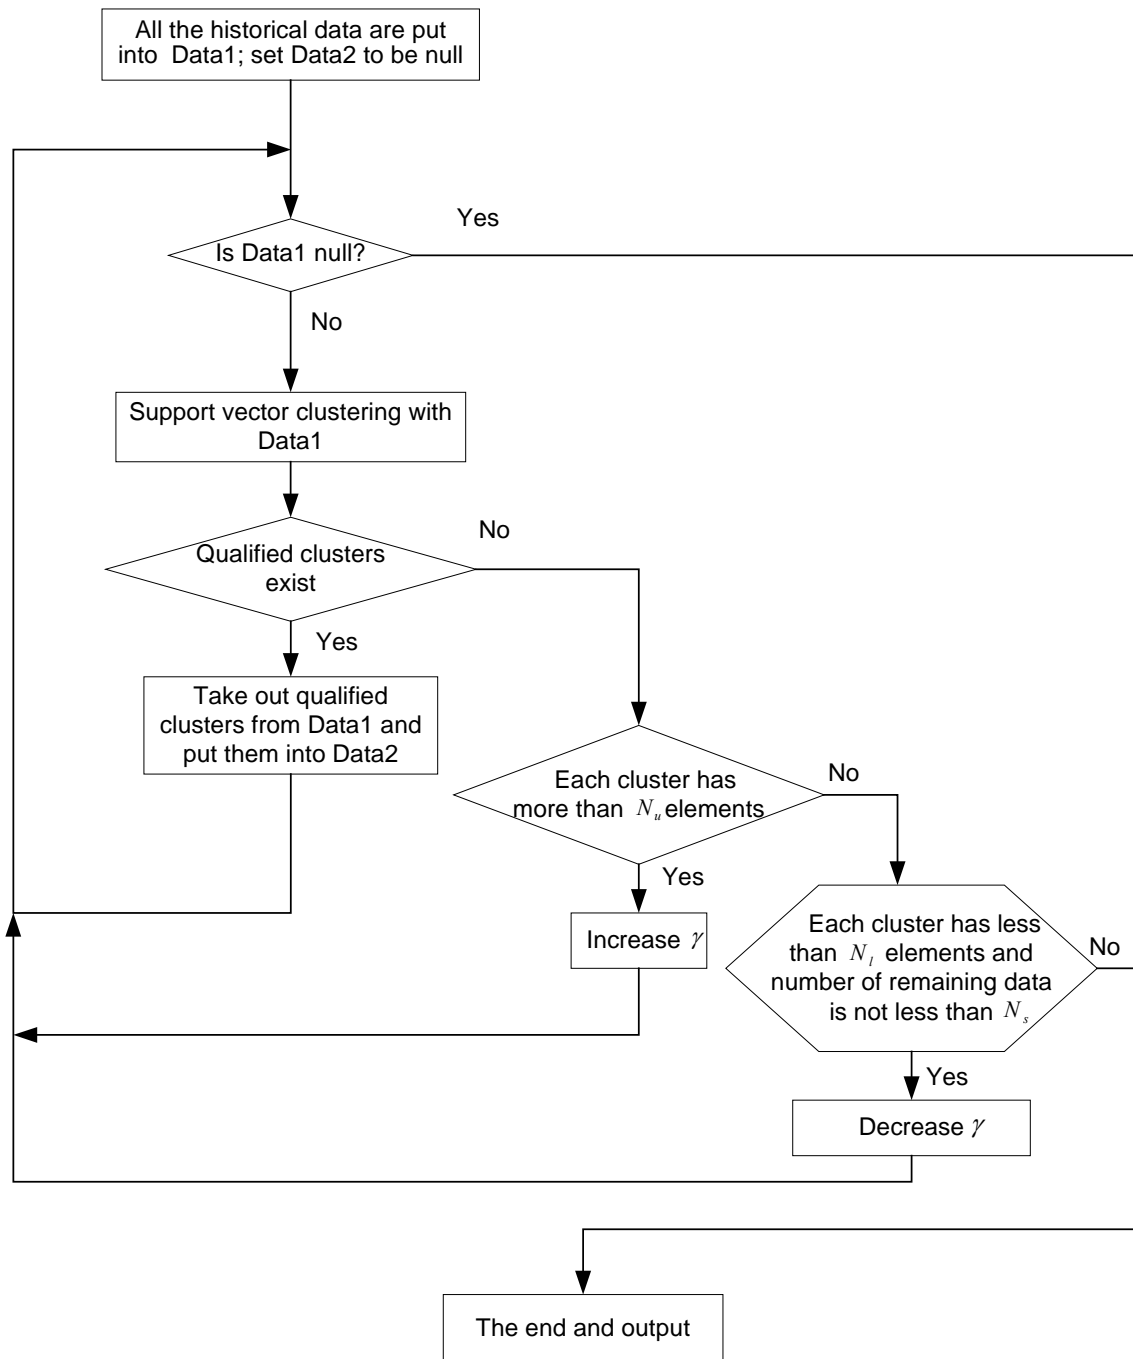 All the historical data are put
into Data1; set Data2 to be null
Yes
Is Data1 null?
No
Support vector clustering with
Data1
No
Qualified clusters
exist
Yes
Take out qualified
clusters from Data1 and
put them into Data2
Each cluster has
more than N_u elements
No
Yes
Increase γ
Each cluster has less
than N_l elements and
number of remaining data
is not less than N_s
No
Yes
Decrease γ
The end and output